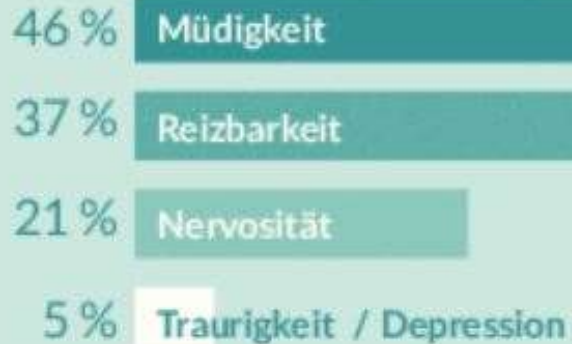 46 % Müdigkeit
37 % Reizbarkeit
21 % Nervosität
5 % Traurigkeit / Depression